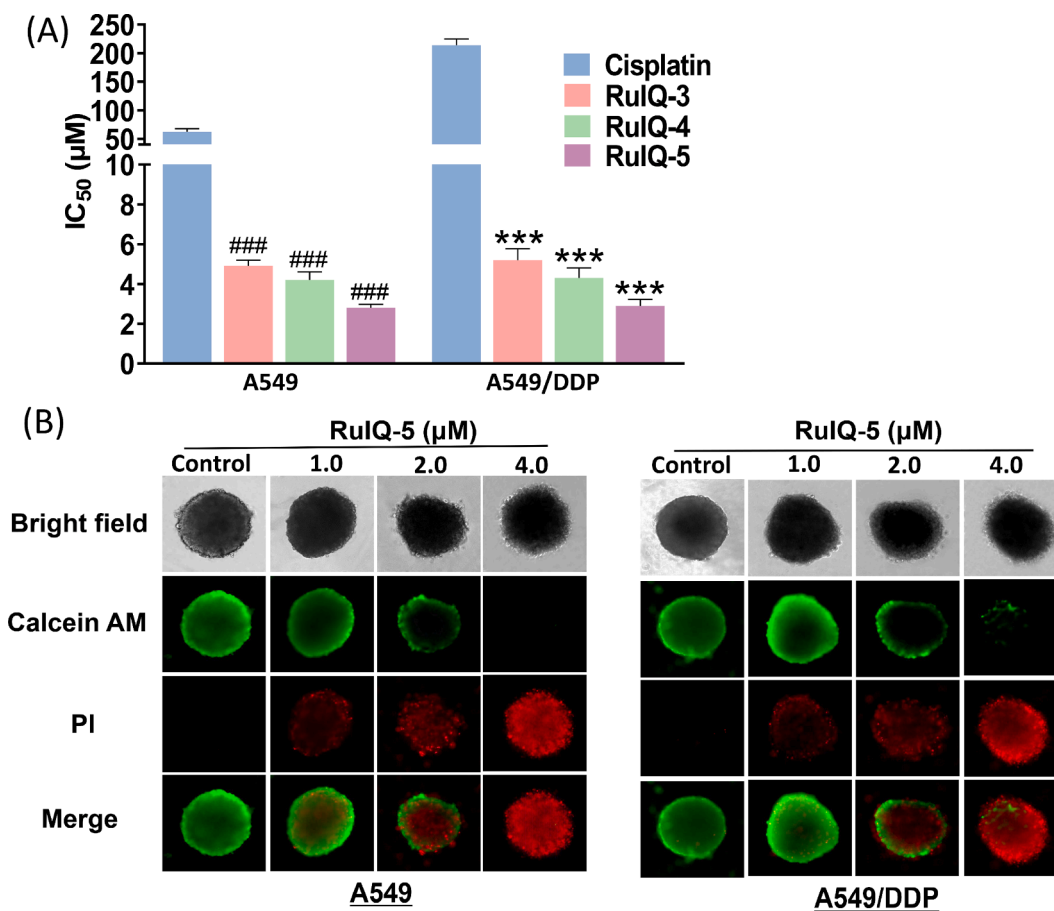 (A)
IC50 (µM)
250
200
150
100
50
10
8
6
4
2
0
Cisplatin
RuIQ-3
RuIQ-4
RuIQ-5
### ### ###
*** *** ***
A549 A549/DDP
(B)
RuIQ-5 (µM) RuIQ-5 (µM)
Control 1.0 2.0 4.0 Control 1.0 2.0 4.0
Bright field
Calcein AM
PI
Merge
A549 A549/DDP